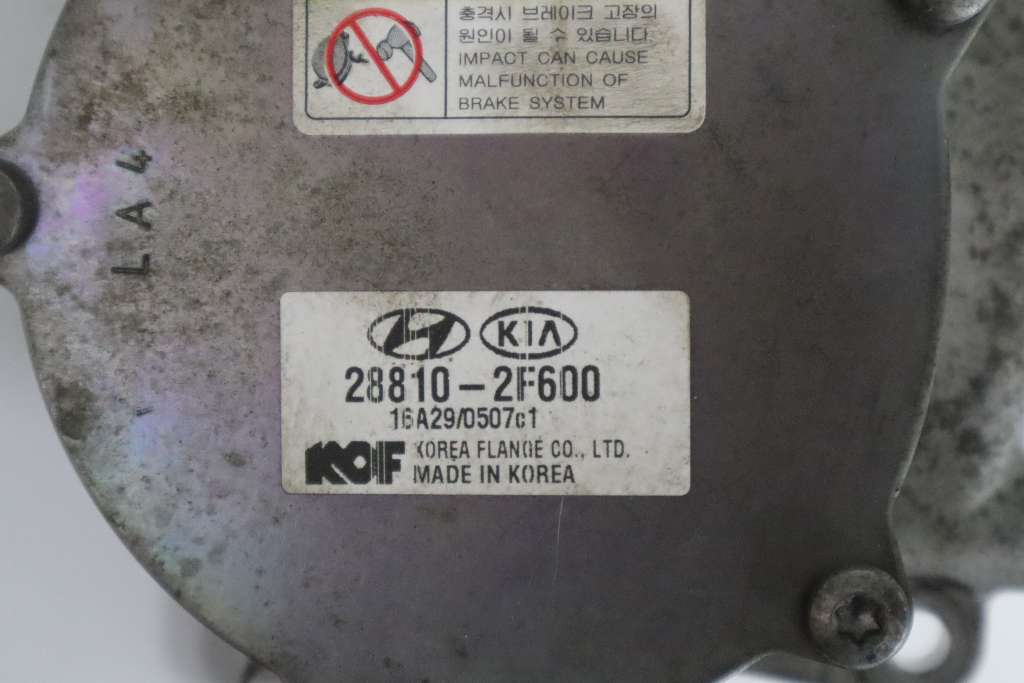 충격시 브레이크 고장의
원인이 될 수 있습니다
IMPACT CAN CAUSE
MALFUNCTION OF
BRAKE SYSTEM
LA4
KIA
28810-2F600
16A29/0507c1
KOF KOREA FLANGE CO., LTD.
MADE IN KOREA